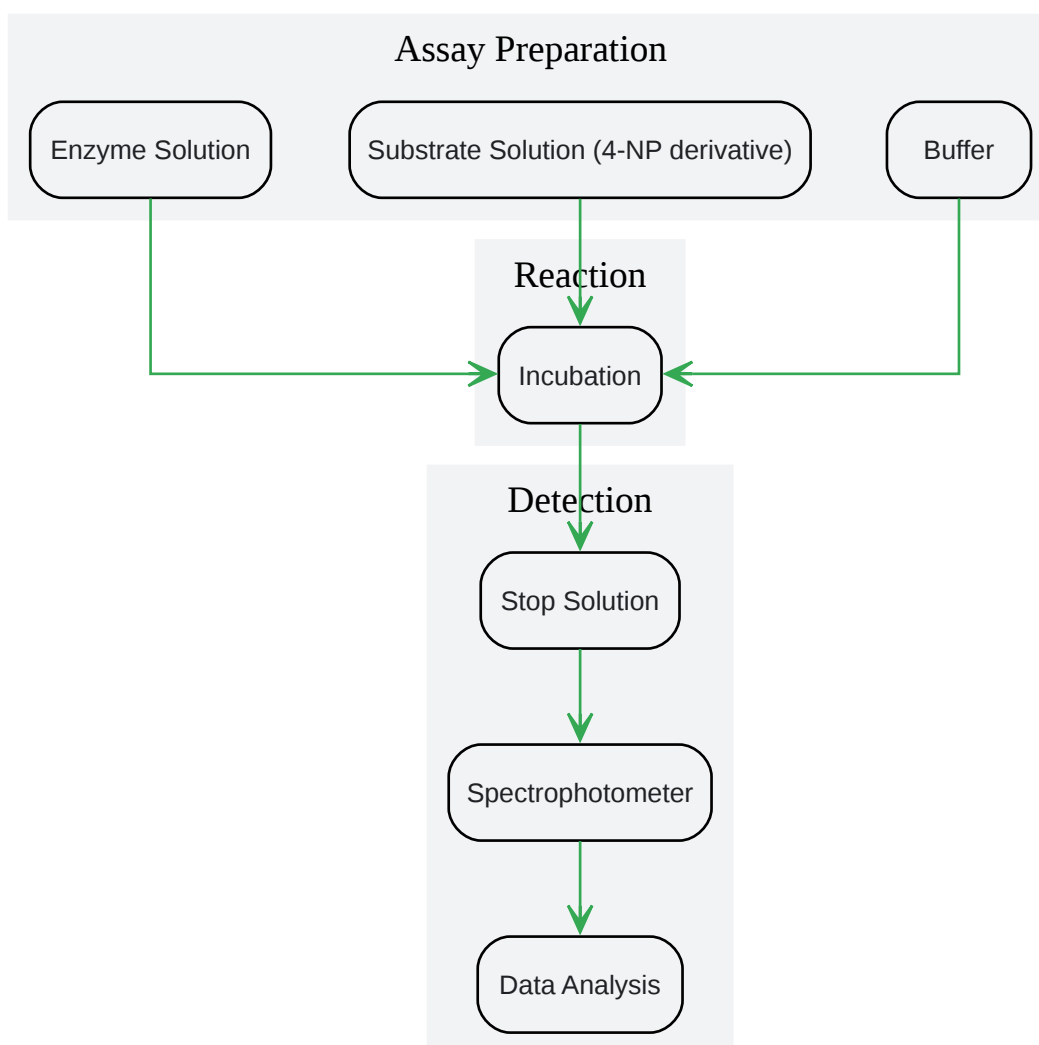 Assay Preparation
Enzyme Solution
Substrate Solution (4-NP derivative)
Buffer
Reaction
Incubation
Detection
Stop Solution
Spectrophotometer
Data Analysis